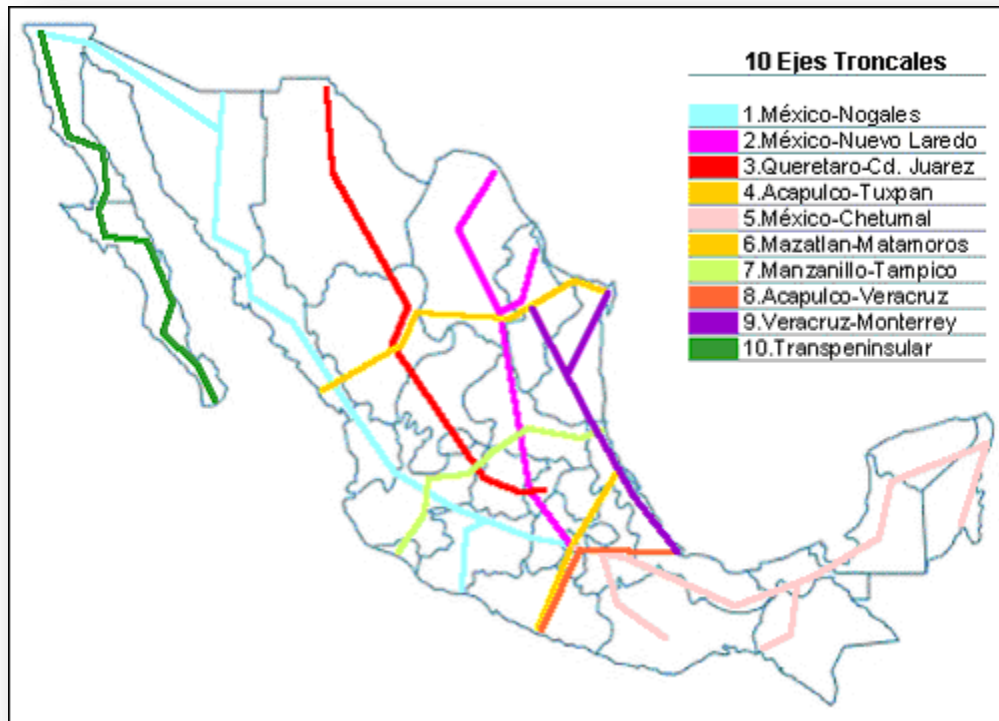 10 Ejes Troncales
1.México-Nogales
2.México-Nuevo Laredo
3.Queretaro-Cd. Juarez
4.Acapulco-Tuxpan
5.México-Chetumal
6.Mazatlan-Matamoros
7.Manzanillo-Tampico
8.Acapulco-Veracruz
9.Veracruz-Monterrey
10.Transpeninsular